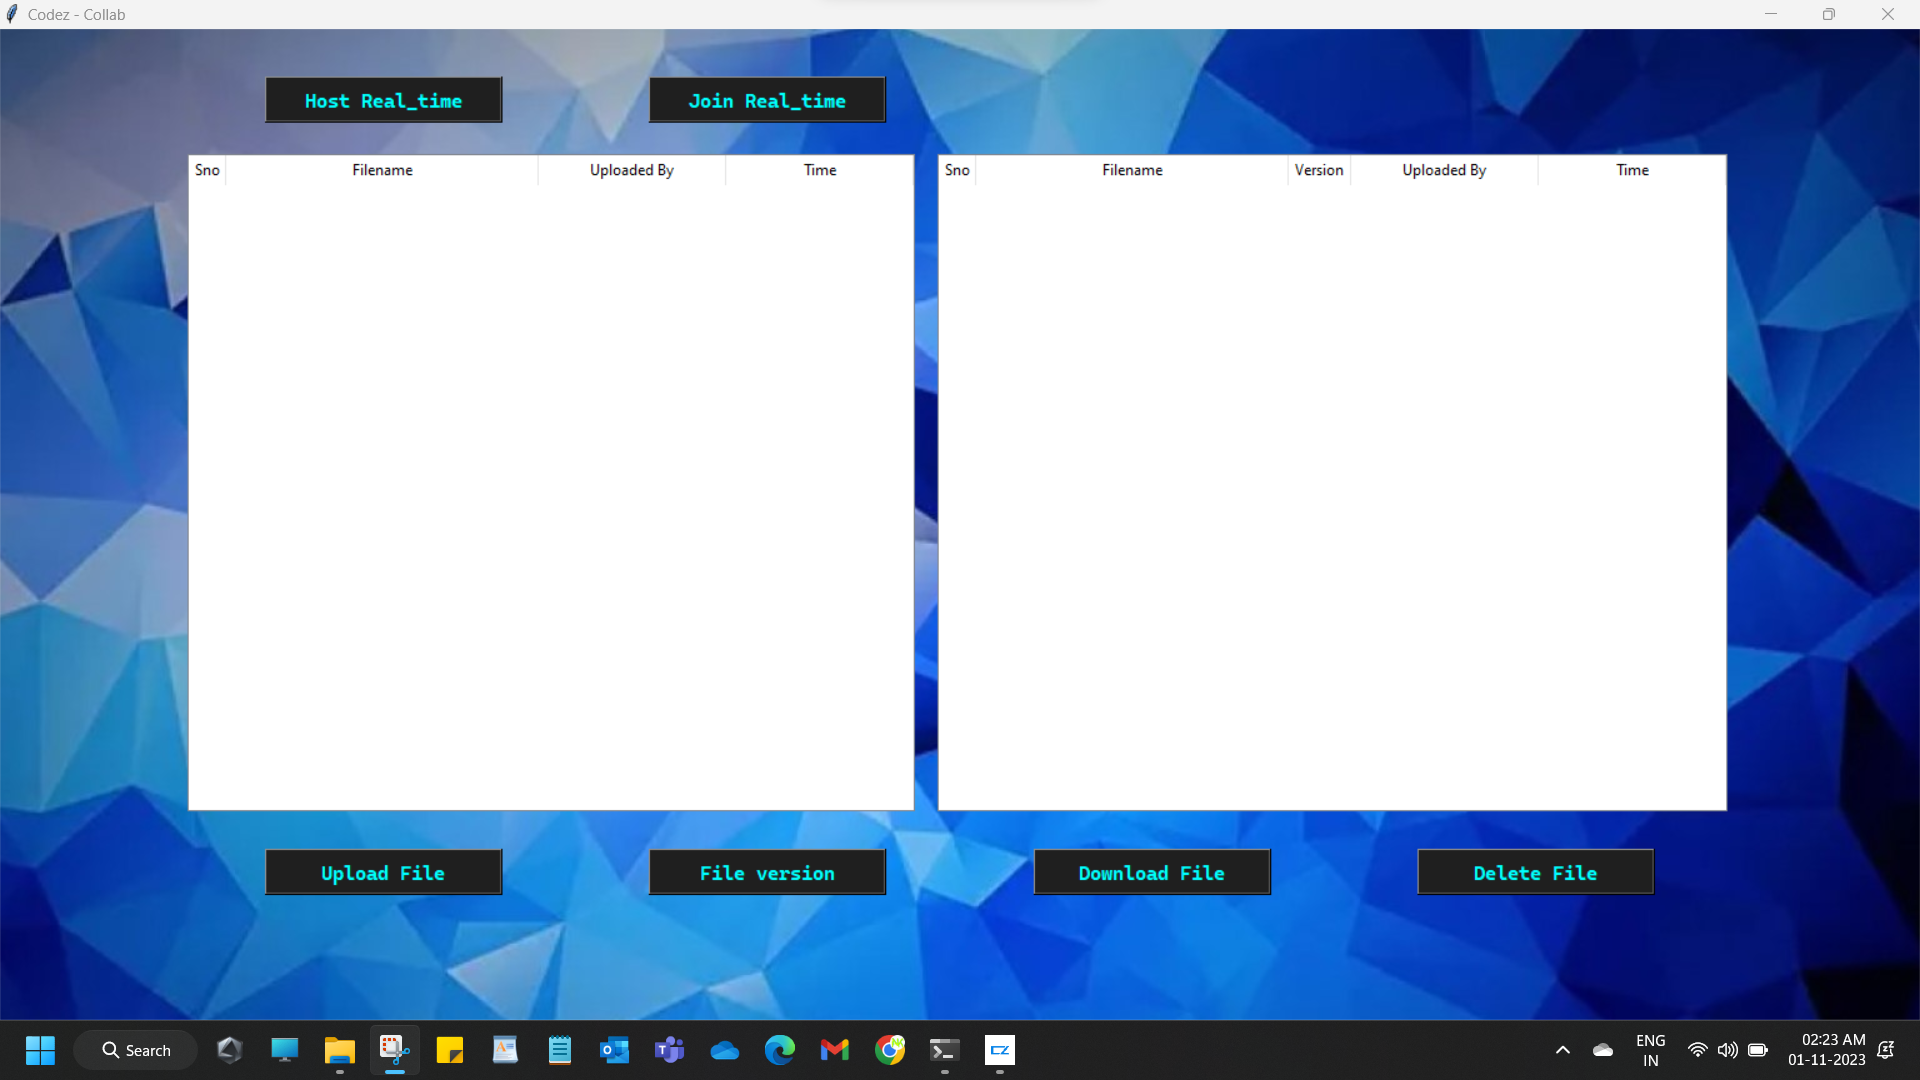 Codez - Collab
Host Real_time
Join Real_time
Sno Filename Uploaded By Time
Sno Filename Version Uploaded By Time
Upload File
File version
Download File
Delete File
Search
CZ
ENG
IN
02:23 AM
01-11-2023